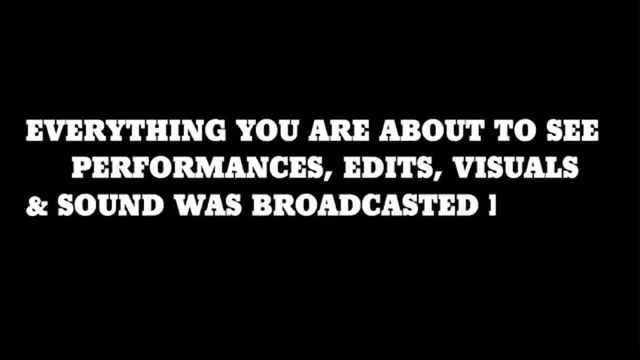 EVERYTHING YOU ARE ABOUT TO SEE
PERFORMANCES, EDITS, VISUALS
& SOUND WAS BROADCASTED